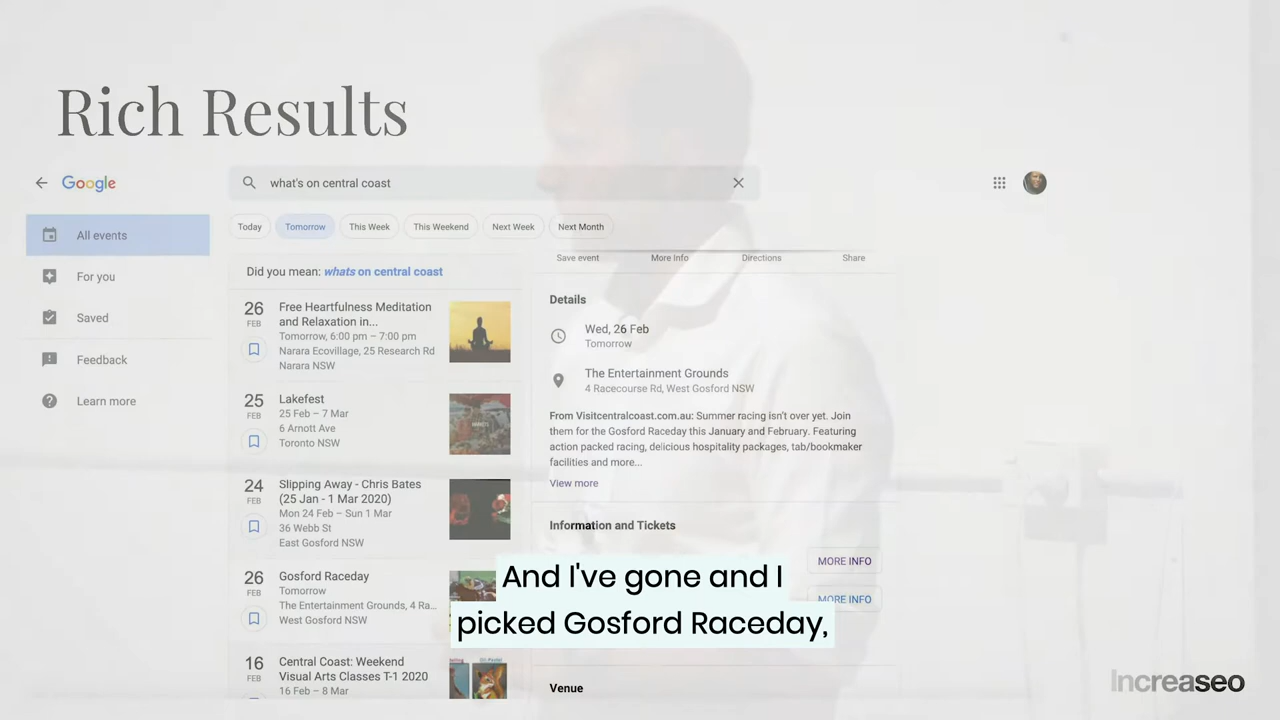 Rich Results
Google
what's on central coast
Today
Tomorrow
This Week
This Weekend
Next Week
Next Month
All events
For you
Saved
Feedback
Learn more
Did you mean: whats on central coast
26
FEB
Free Heartfulness Meditation
and Relaxation in...
Tomorrow, 6:00 pm – 7:00 pm
Narara Ecovillage, 25 Research Rd
Narara NSW
25
FEB
Lakefest
25 Feb – 7 Mar
6 Arnott Ave
Toronto NSW
24
FEB
Slipping Away - Chris Bates
(25 Jan - 1 Mar 2020)
Mon 24 Feb – Sun 1 Mar
36 Webb St
East Gosford NSW
26
FEB
Gosford Raceday
Tomorrow
The Entertainment Grounds, 4 Ra...
West Gosford NSW
16
FEB
Central Coast: Weekend
Visual Arts Classes T-1 2020
16 Feb – 8 Mar
Save event
More Info
Directions
Share
Details
Wed, 26 Feb
Tomorrow
The Entertainment Grounds
4 Racecourse Rd, West Gosford NSW
From Visitcentralcoast.com.au: Summer racing isn't over yet. Join
them for the Gosford Raceday this January and February. Featuring
action packed racing, delicious hospitality packages, tab/bookmaker
facilities and more...
View more
Information and Tickets
MORE INFO
MORE INFO
Venue
And I've gone and I
picked Gosford Raceday,
Increaseo